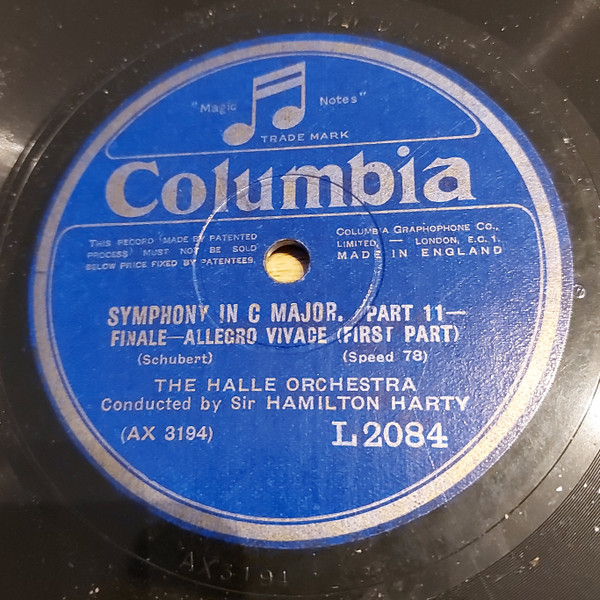 "Magic Notes"
TRADE MARK
Columbia
THIS RECORD MADE BY PATENTED
PROCESS MUST NOT BE SOLD
BELOW PRICE FIXED BY PATENTEES.
COLUMBIA GRAPHOPHONE CO.,
LIMITED, — LONDON, E.C.1.
MADE IN ENGLAND
SYMPHONY IN C MAJOR. PART 11—
FINALE—ALLEGRO VIVACE (FIRST PART)
(Schubert) (Speed 78)
THE HALLE ORCHESTRA
Conducted by Sir HAMILTON HARTY
(AX 3194) L2084